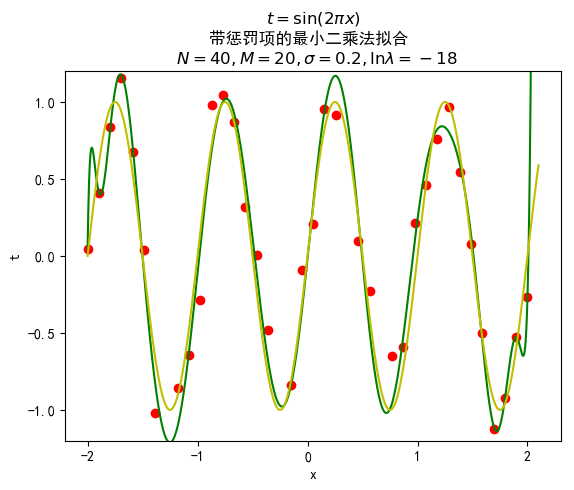 t = sin(2πx)
带惩罚项的最小二乘法拟合
N = 40, M = 20, σ = 0.2, lnλ = −18
1.0
0.5
0.0
−0.5
−1.0
t
−2
−1
0
1
2
x